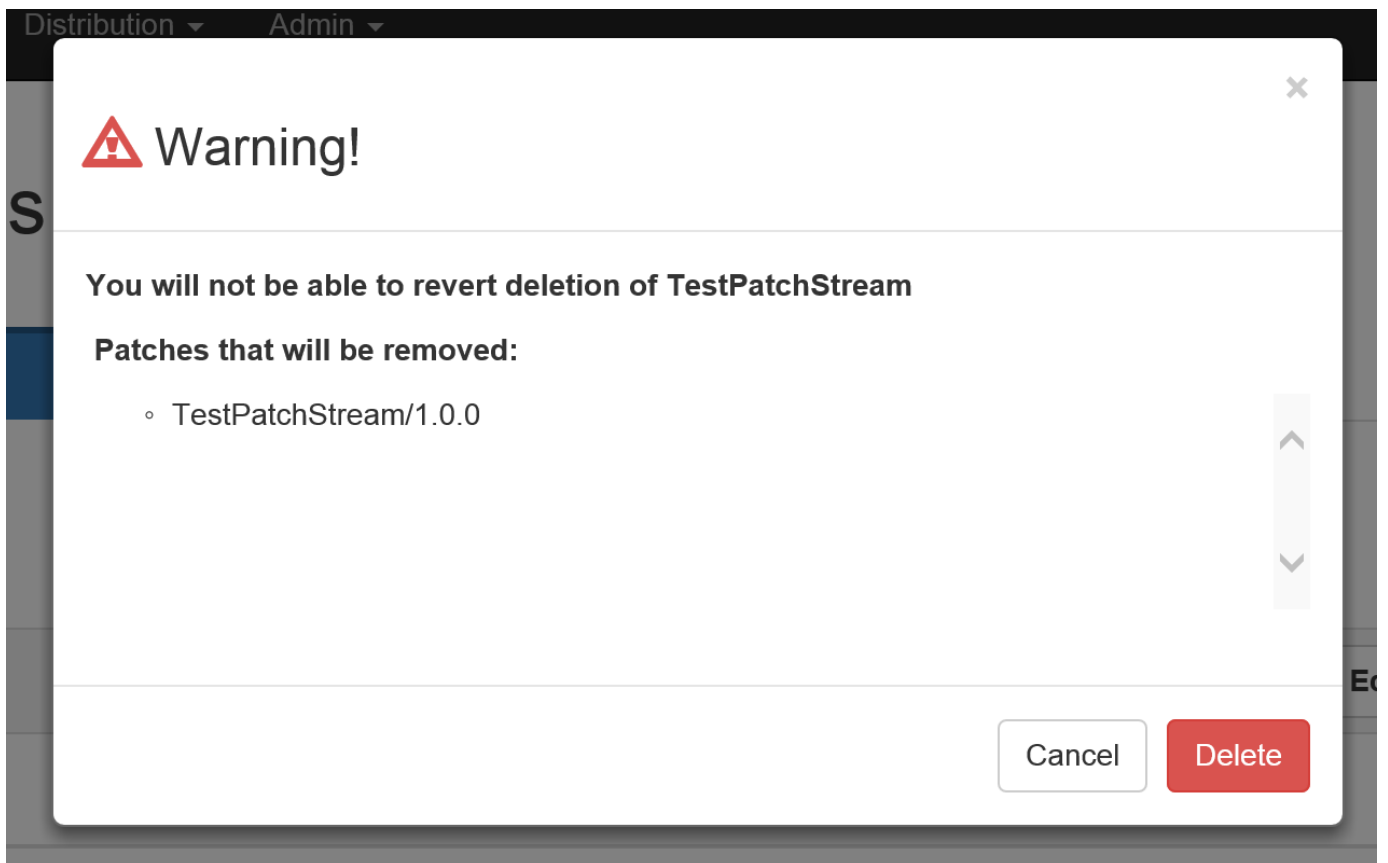 Distribution Admin
×
Warning!
S
You will not be able to revert deletion of TestPatchStream
Patches that will be removed:
◦ TestPatchStream/1.0.0
Cancel Delete